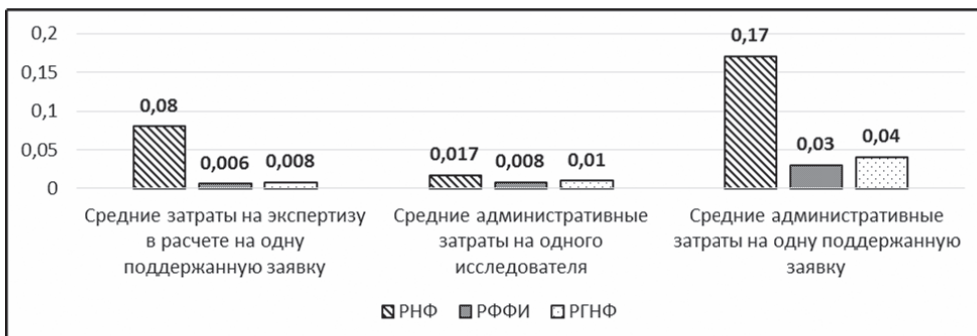 0,2
0,15
0,1
0,05
0
0,08
0,006
0,008
0,017
0,008
0,01
0,17
0,03
0,04
Средние затраты на экспертизу
в расчете на одну
поддержанную заявку
Средние административные
затраты на одного
исследователя
Средние административные
затраты на одну поддержанную
заявку
РНФ РФФИ РГНФ